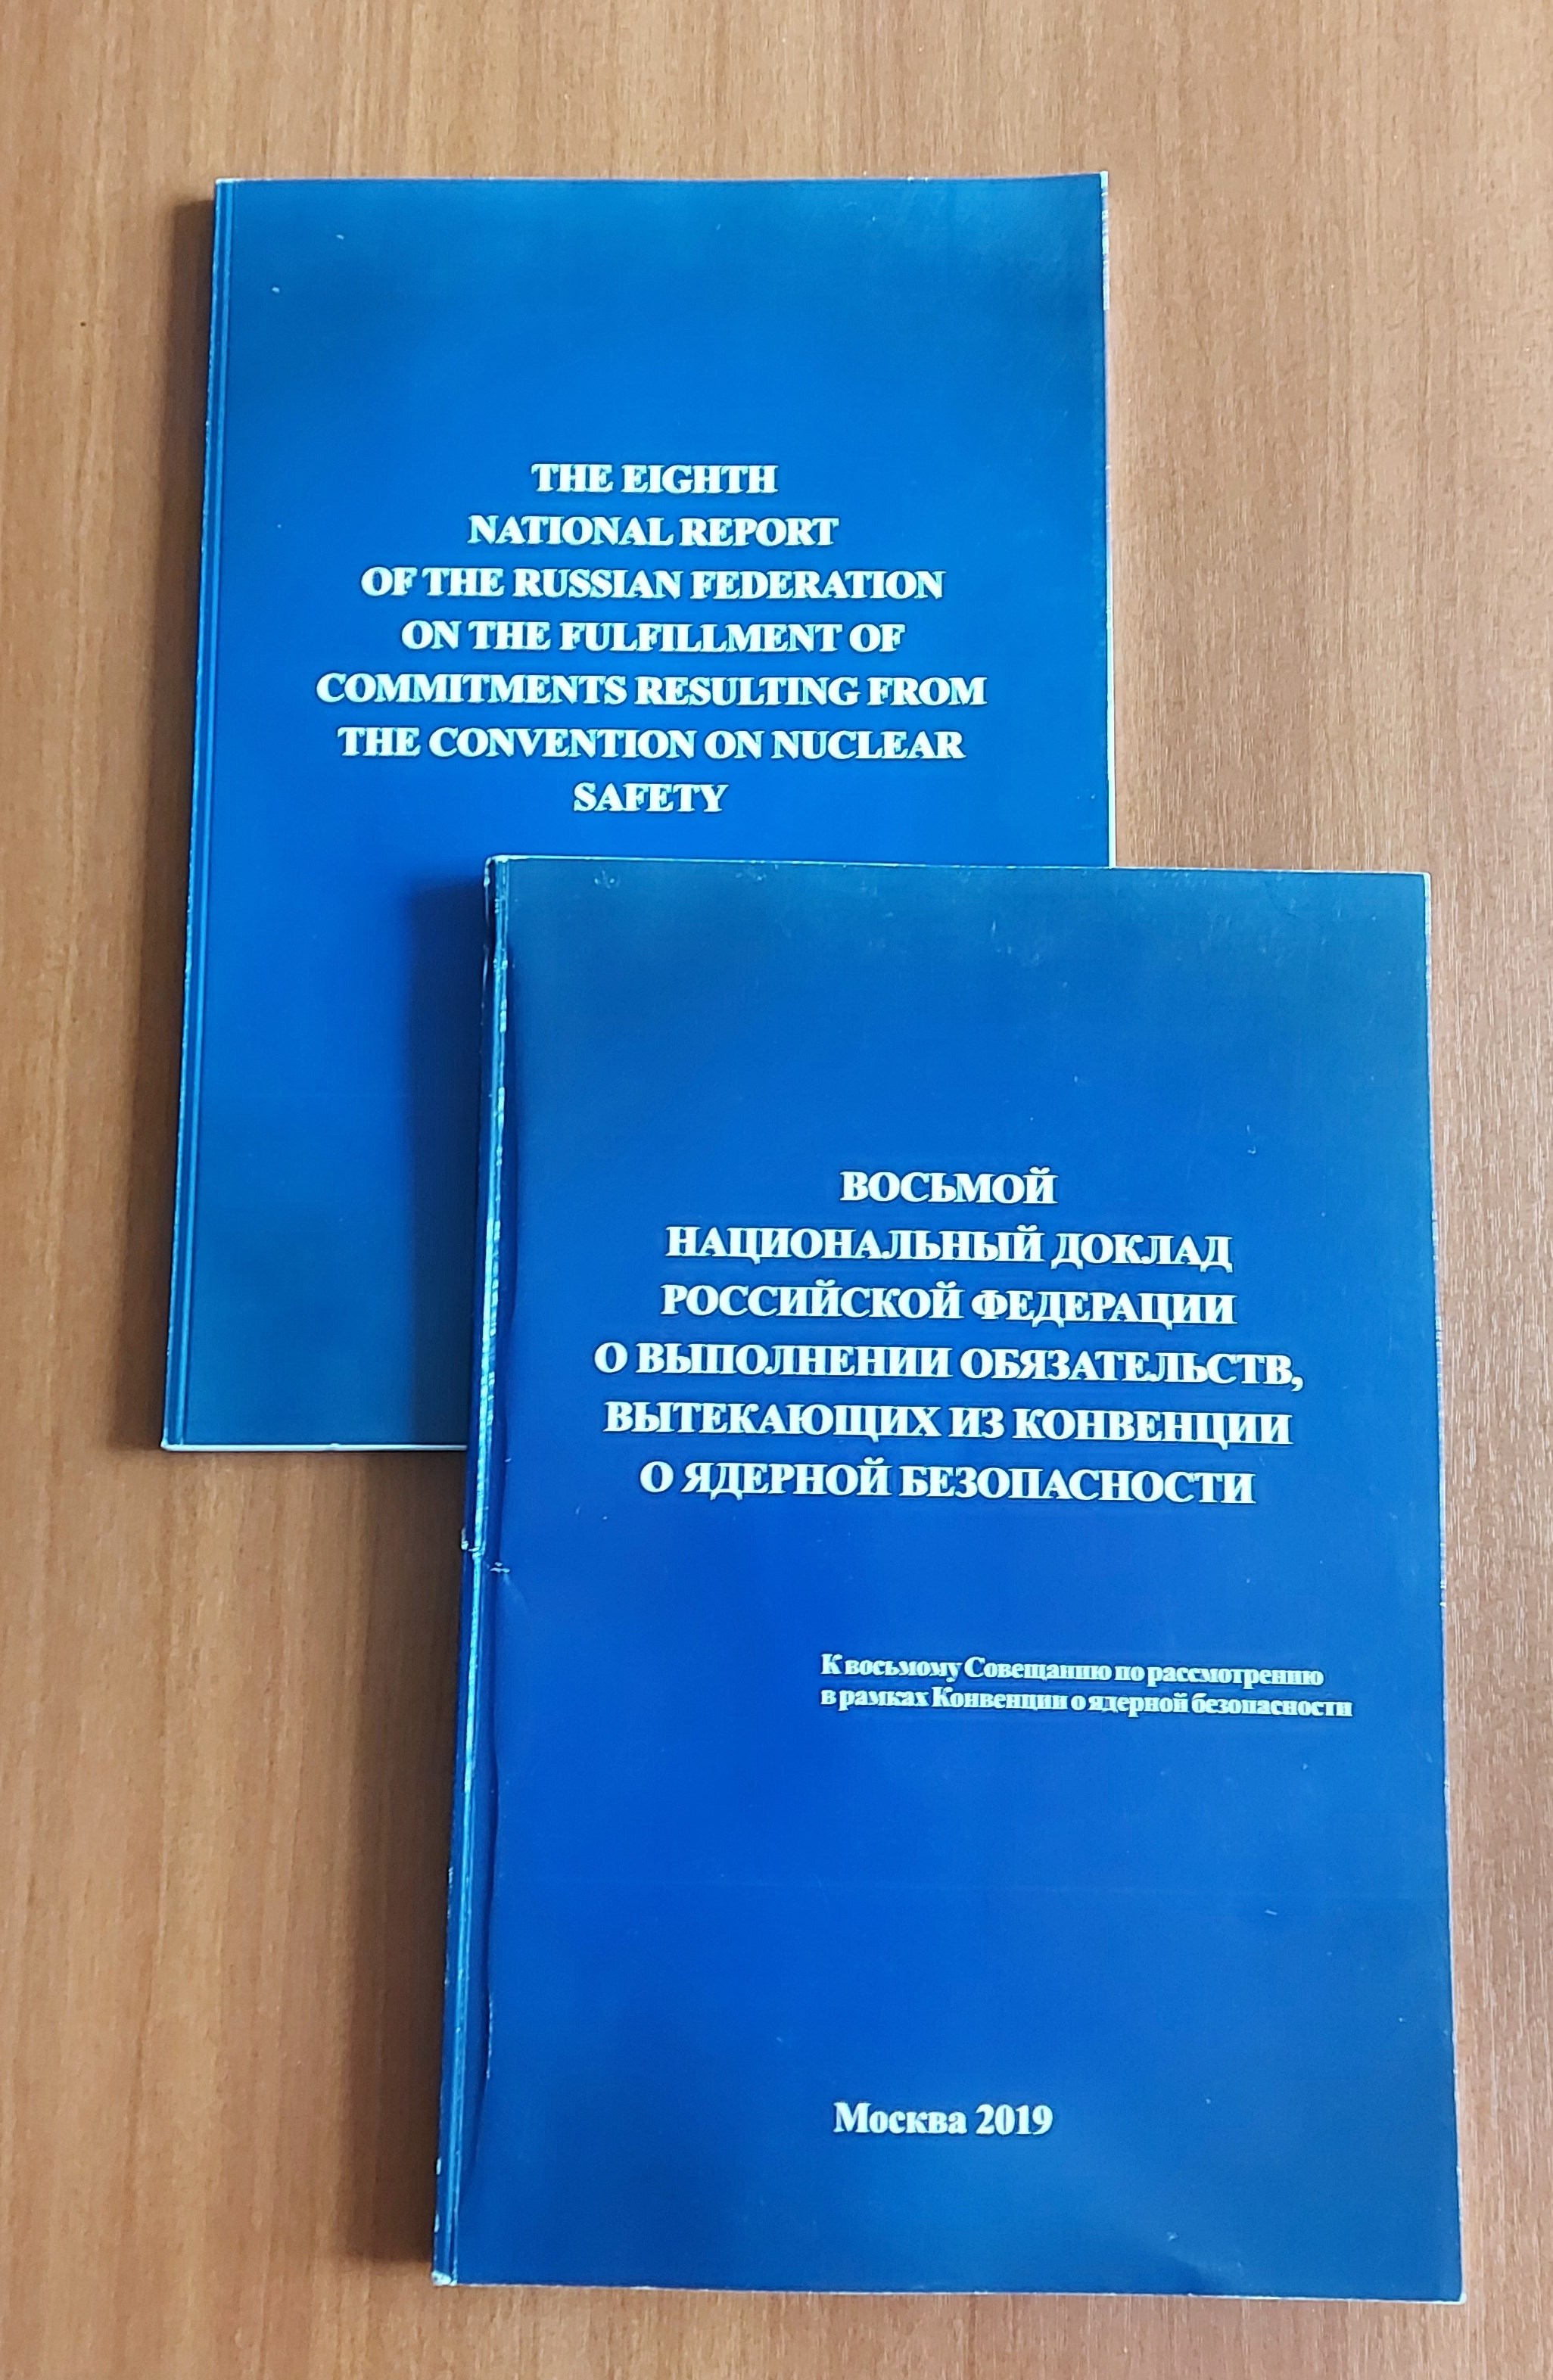 THE EIGHTH
NATIONAL REPORT
OF THE RUSSIAN FEDERATION
ON THE FULFILLMENT OF
COMMITMENTS RESULTING FROM
THE CONVENTION ON NUCLEAR
SAFETY
ВОСЬМОЙ
НАЦИОНАЛЬНЫЙ ДОКЛАД
РОССИЙСКОЙ ФЕДЕРАЦИИ
О ВЫПОЛНЕНИИ ОБЯЗАТЕЛЬСТВ,
ВЫТЕКАЮЩИХ ИЗ КОНВЕНЦИИ
О ЯДЕРНОЙ БЕЗОПАСНОСТИ
К восьмому Совещанию по рассмотрению
в рамках Конвенции о ядерной безопасности
Москва 2019